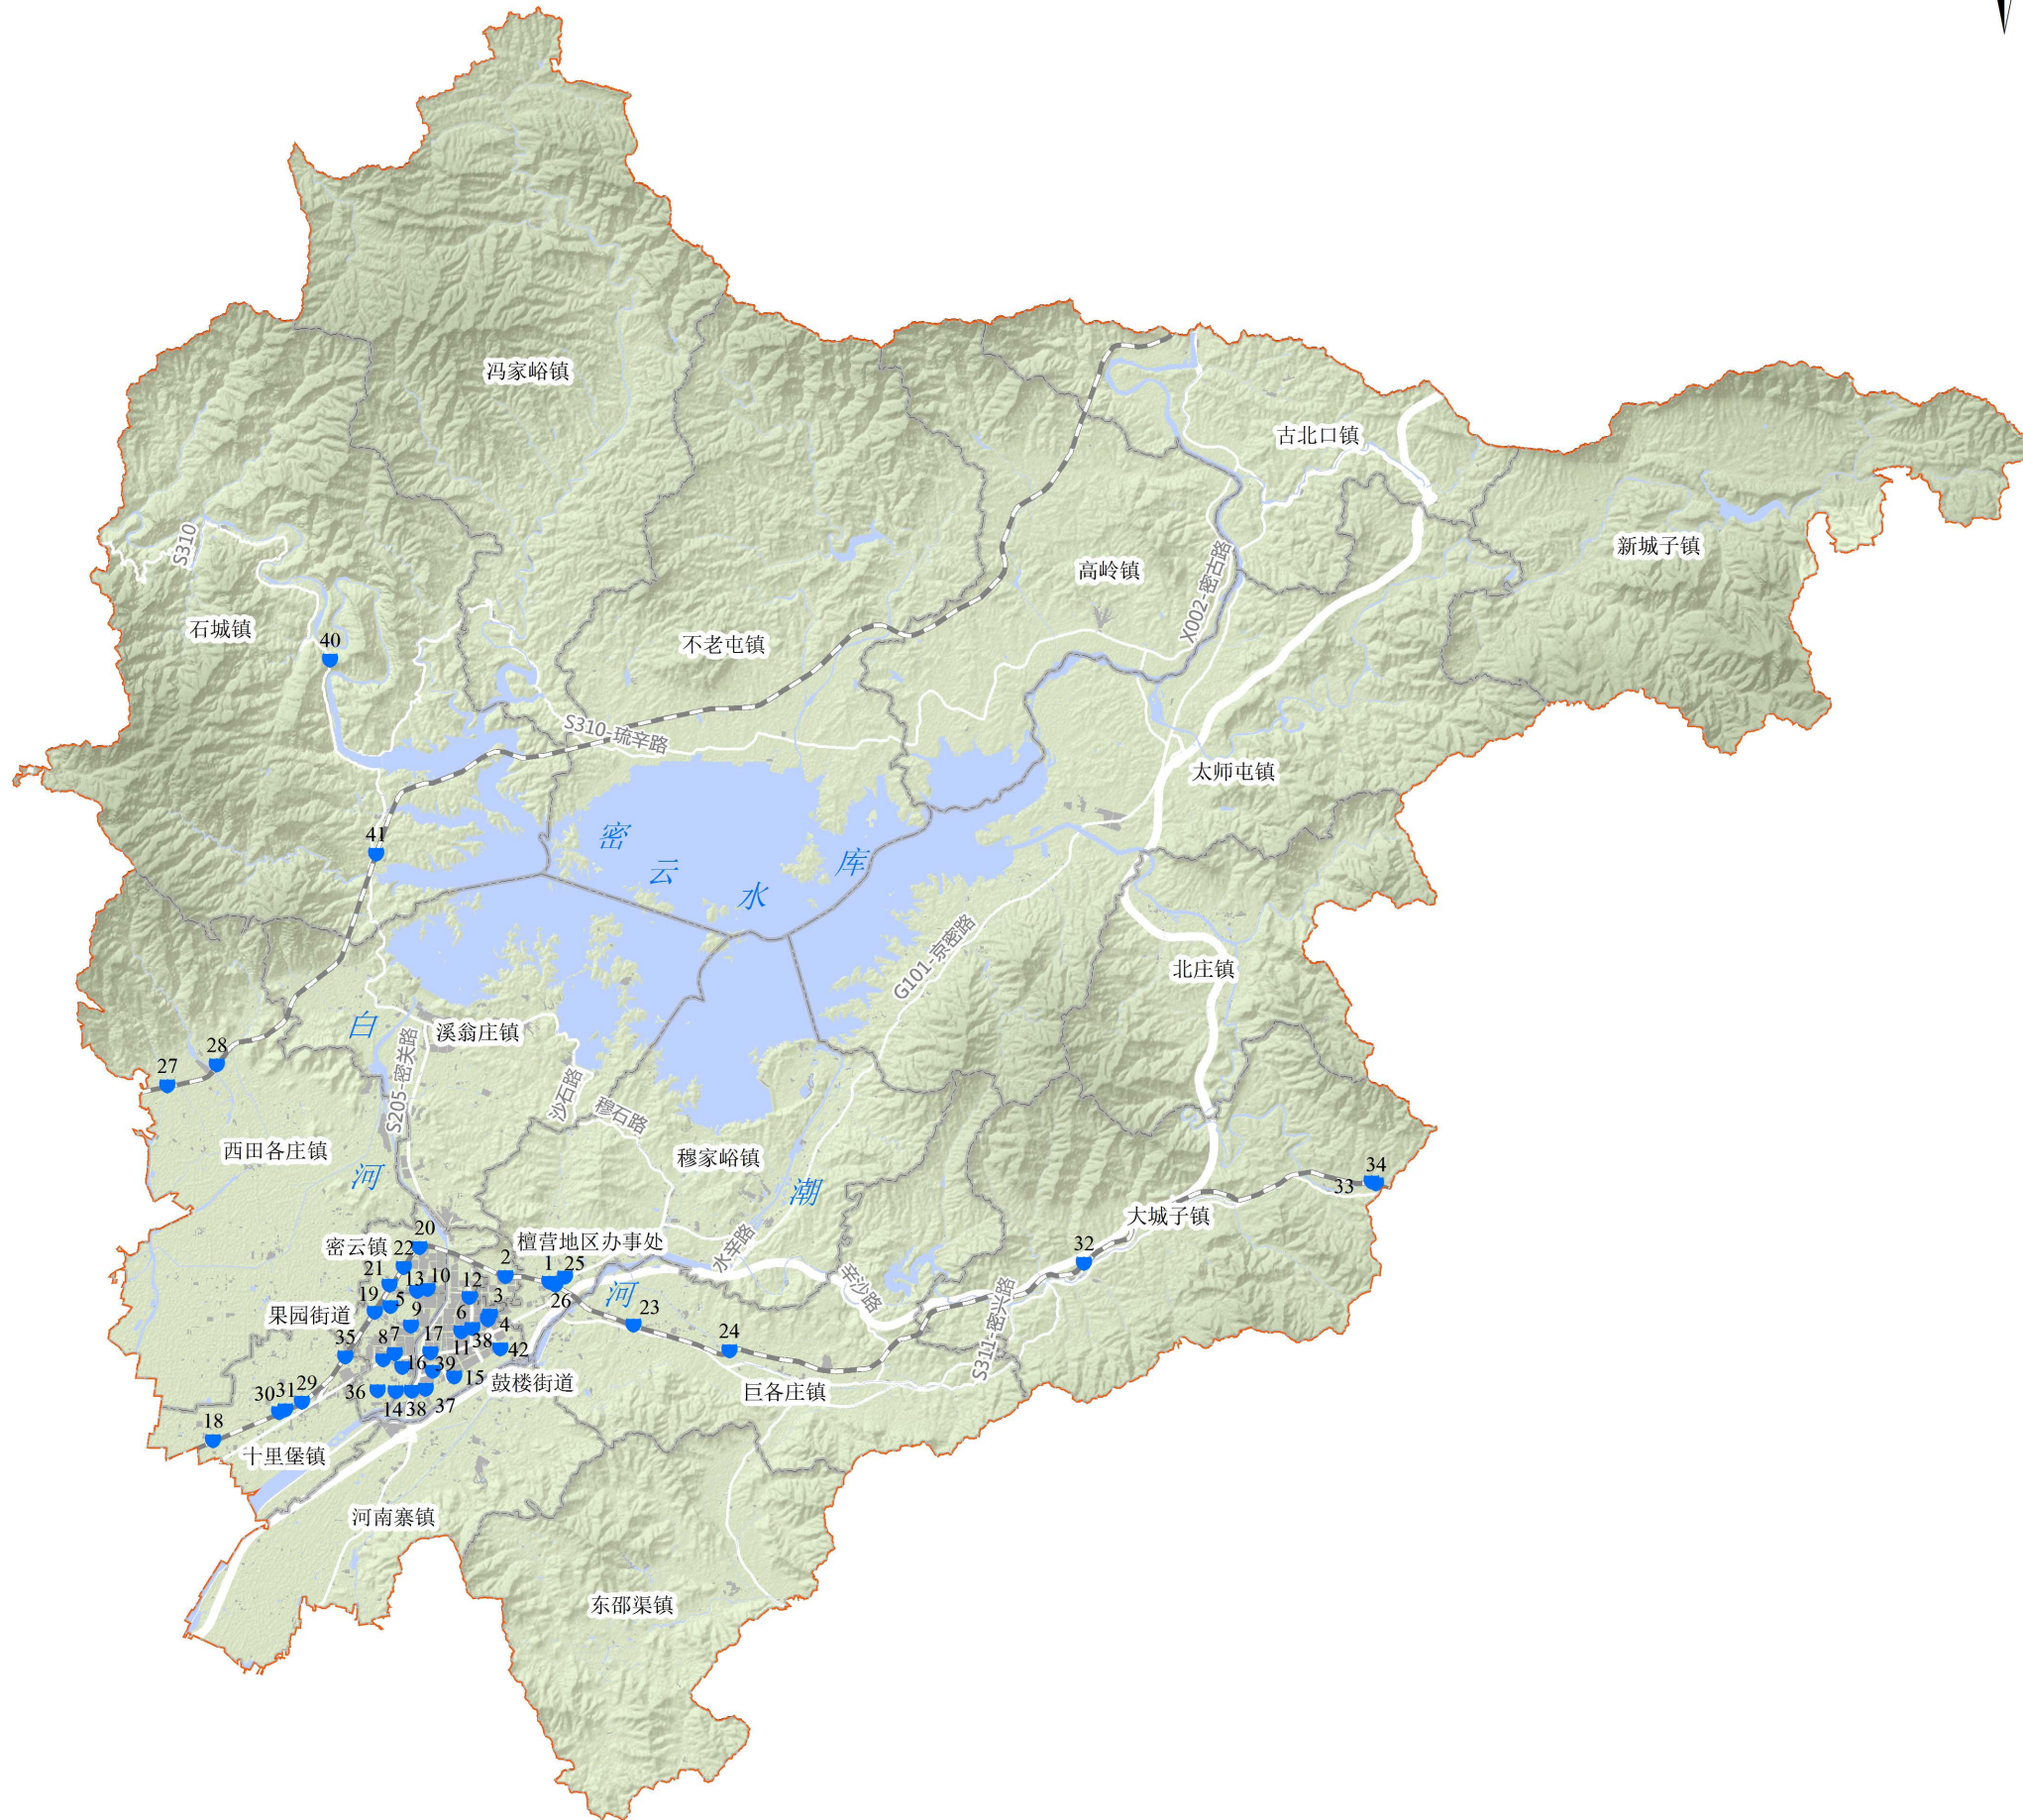 冯家峪镇
古北口镇
新城子镇
S310
高岭镇
X002-密古路
石城镇
40
不老屯镇
S310-琉辛路
太师屯镇
41
密
云
水
库
G101-京密路
北庄镇
白
溪翁庄镇
S205-密关路
28
27
沙石路
穆石路
西田各庄镇
穆家峪镇
河
潮
34
33
大城子镇
20
密云镇
檀营地区办事处
水辛路
32
22
2
1
25
21
13
10
12
辛沙路
河
26
19
5
3
果园街道
9
6
4
23
S311-密兴路
35
8
7
17
11
38
42
24
16
39
15
鼓楼街道
巨各庄镇
30
31
29
36
14
38
37
18
十里堡镇
河南寨镇
东邵渠镇